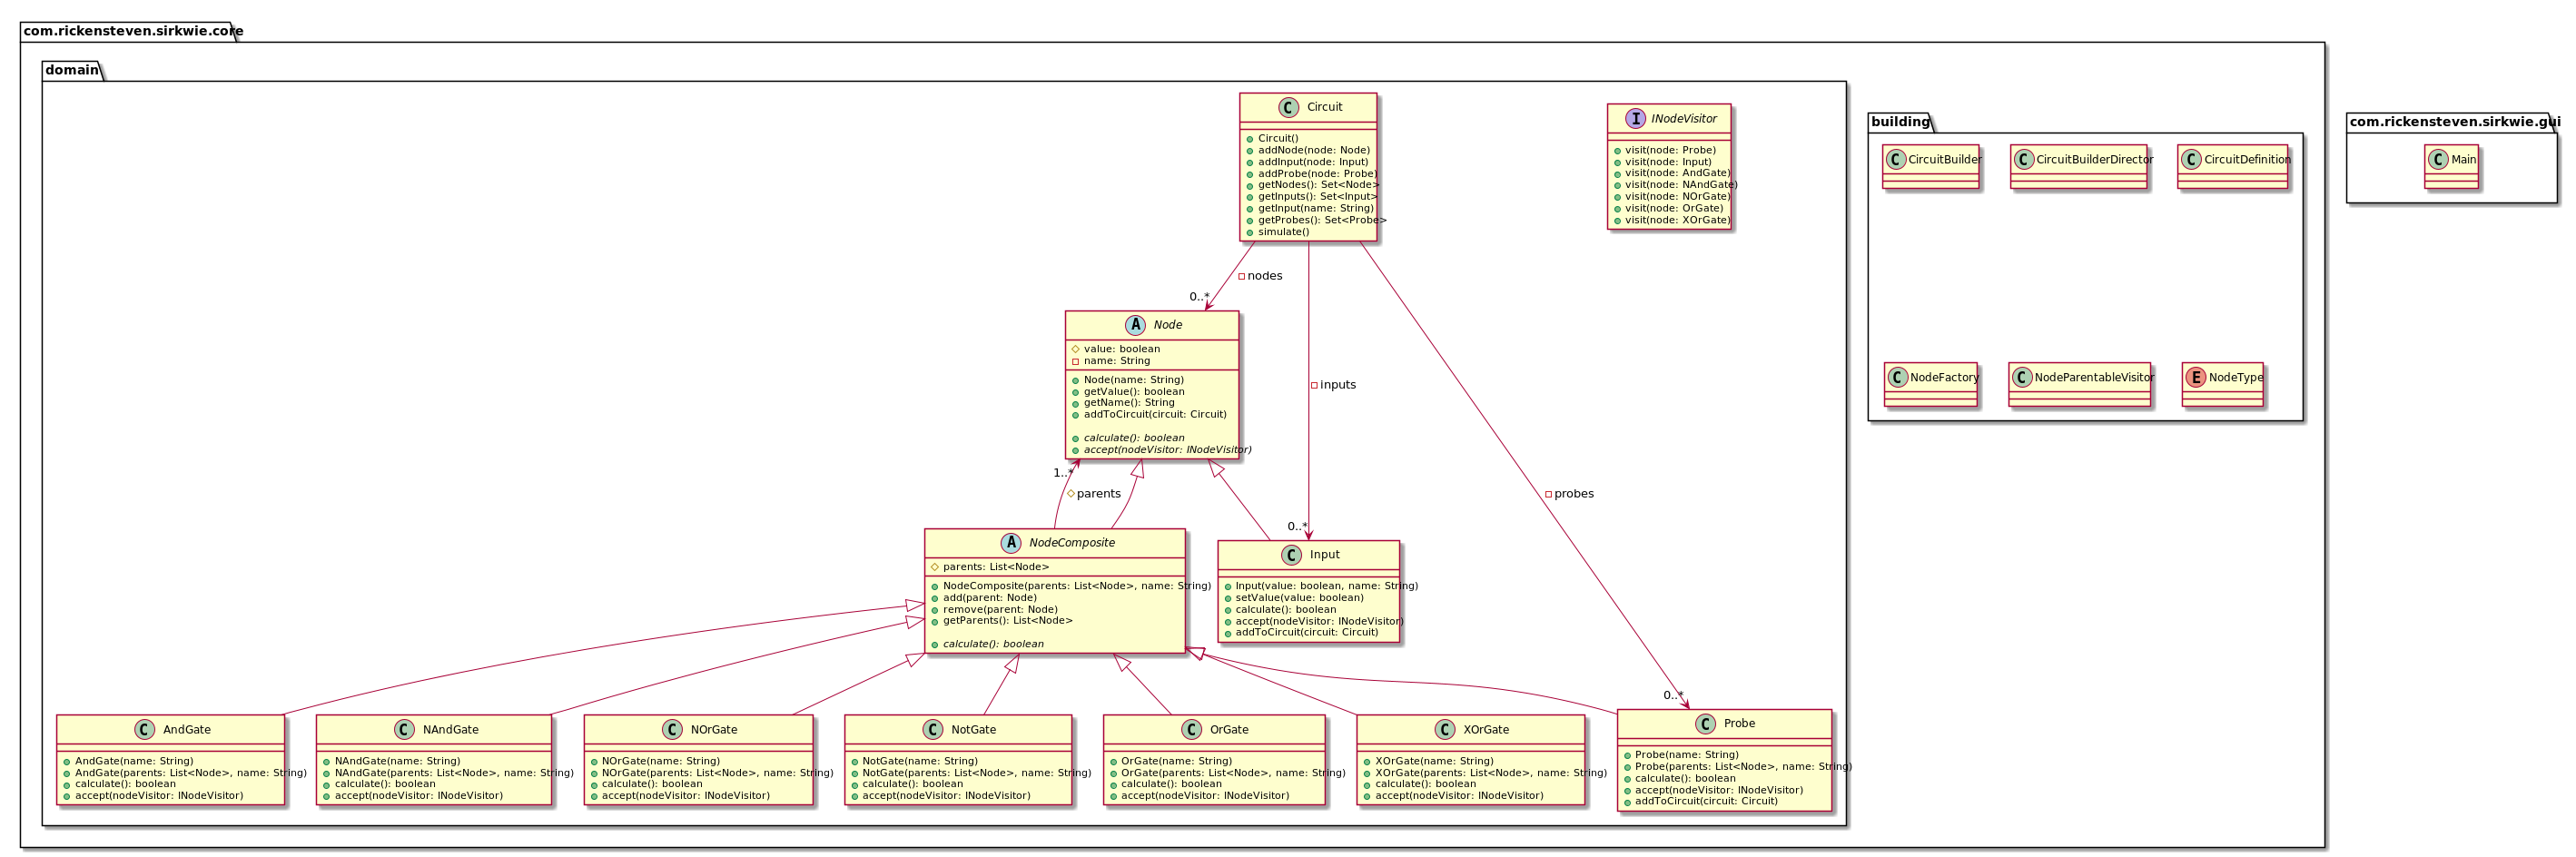 com.rickensteven.sirkwie.core
domain
C Circuit
Circuit()
addNode(node: Node)
addInput(node: Input)
addProbe(node: Probe)
getNodes(): Set<Node>
getInputs(): Set<Input>
getInput(name: String)
getProbes(): Set<Probe>
simulate()
I INodeVisitor
visit(node: Probe)
visit(node: Input)
visit(node: AndGate)
visit(node: NAndGate)
visit(node: NOrGate)
visit(node: OrGate)
visit(node: XOrGate)
building
C CircuitBuilder
C CircuitBuilderDirector
C CircuitDefinition
C NodeFactory
C NodeParentableVisitor
E NodeType
com.rickensteven.sirkwie.gui
C Main
nodes
0..*
inputs
0..*
probes
0..*
A Node
value: boolean
name: String
Node(name: String)
getValue(): boolean
getName(): String
addToCircuit(circuit: Circuit)
calculate(): boolean
accept(nodeVisitor: INodeVisitor)
1..*
parents
A NodeComposite
parents: List<Node>
NodeComposite(parents: List<Node>, name: String)
add(parent: Node)
remove(parent: Node)
getParents(): List<Node>
calculate(): boolean
C Input
Input(value: boolean, name: String)
setValue(value: boolean)
calculate(): boolean
accept(nodeVisitor: INodeVisitor)
addToCircuit(circuit: Circuit)
C AndGate
AndGate(name: String)
AndGate(parents: List<Node>, name: String)
calculate(): boolean
accept(nodeVisitor: INodeVisitor)
C NAndGate
NAndGate(name: String)
NAndGate(parents: List<Node>, name: String)
calculate(): boolean
accept(nodeVisitor: INodeVisitor)
C NOrGate
NOrGate(name: String)
NOrGate(parents: List<Node>, name: String)
calculate(): boolean
accept(nodeVisitor: INodeVisitor)
C NotGate
NotGate(name: String)
NotGate(parents: List<Node>, name: String)
calculate(): boolean
accept(nodeVisitor: INodeVisitor)
C OrGate
OrGate(name: String)
OrGate(parents: List<Node>, name: String)
calculate(): boolean
accept(nodeVisitor: INodeVisitor)
C XOrGate
XOrGate(name: String)
XOrGate(parents: List<Node>, name: String)
calculate(): boolean
accept(nodeVisitor: INodeVisitor)
C Probe
Probe(name: String)
Probe(parents: List<Node>, name: String)
calculate(): boolean
accept(nodeVisitor: INodeVisitor)
addToCircuit(circuit: Circuit)